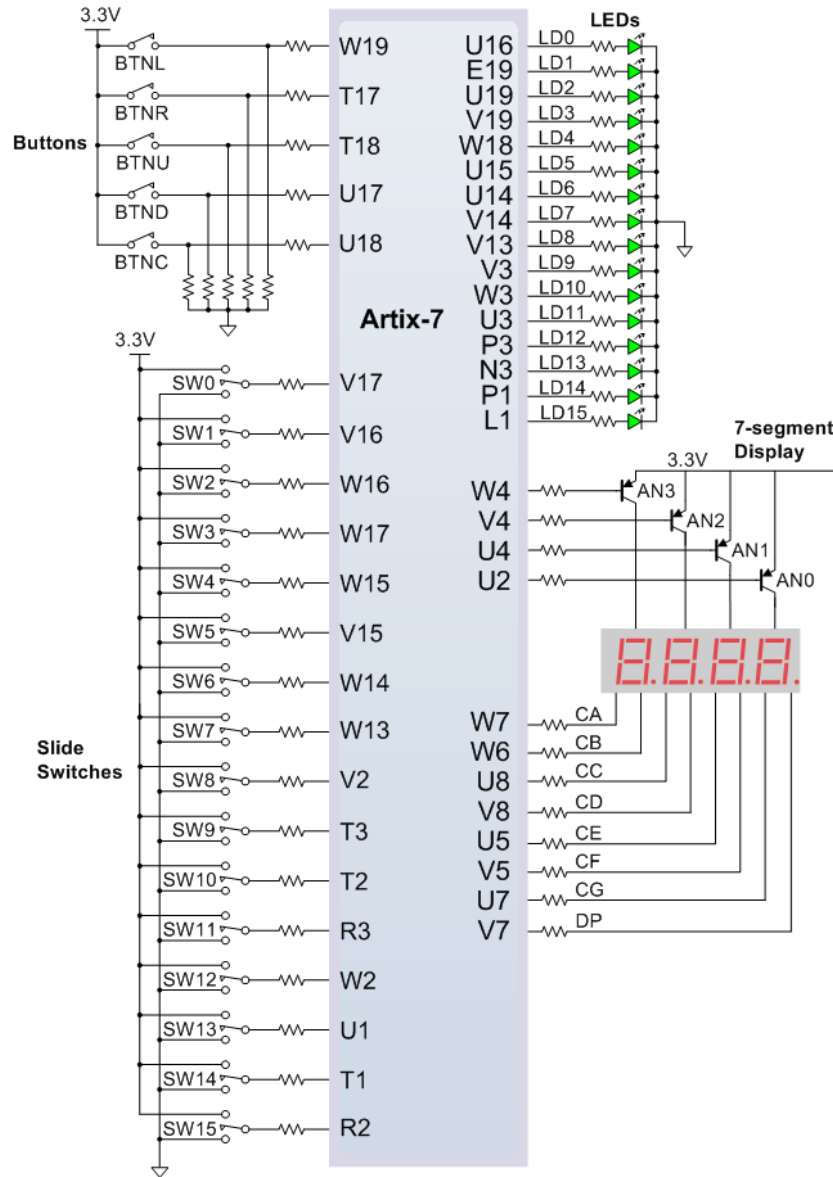 3.3V
BTNL
W19
BTNR
T17
Buttons
BTNU
T18
BTND
U17
BTNC
U18
Artix-7
3.3V
SW0
V17
SW1
V16
SW2
W16
SW3
W17
SW4
W15
SW5
V15
SW6
W14
SW7
W13
Slide
Switches
SW8
V2
SW9
T3
SW10
T2
SW11
R3
SW12
W2
SW13
U1
SW14
T1
SW15
R2
LEDs
U16 LD0
E19 LD1
U19 LD2
V19 LD3
W18 LD4
U15 LD5
U14 LD6
V14 LD7
V13 LD8
V3 LD9
W3 LD10
U3 LD11
P3 LD12
N3 LD13
P1 LD14
L1 LD15
7-segment
Display
3.3V
W4 AN3
V4 AN2
U4 AN1
U2 AN0
8.8.8.8.
W7 CA
W6 CB
U8 CC
V8 CD
U5 CE
V5 CF
U7 CG
V7 DP